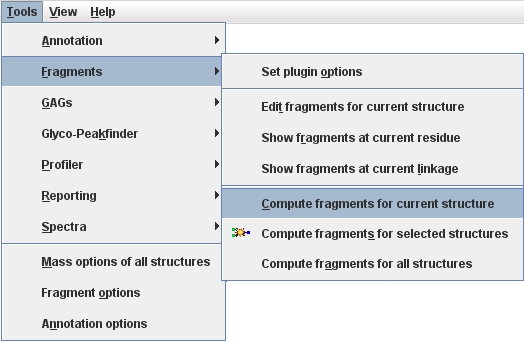 Tools View Help
Annotation
Fragments
GAGs
Glyco-Peakfinder
Profiler
Reporting
Spectra
Mass options of all structures
Fragment options
Annotation options
Set plugin options
Edit fragments for current structure
Show fragments at current residue
Show fragments at current linkage
Compute fragments for current structure
Compute fragments for selected structures
Compute fragments for all structures